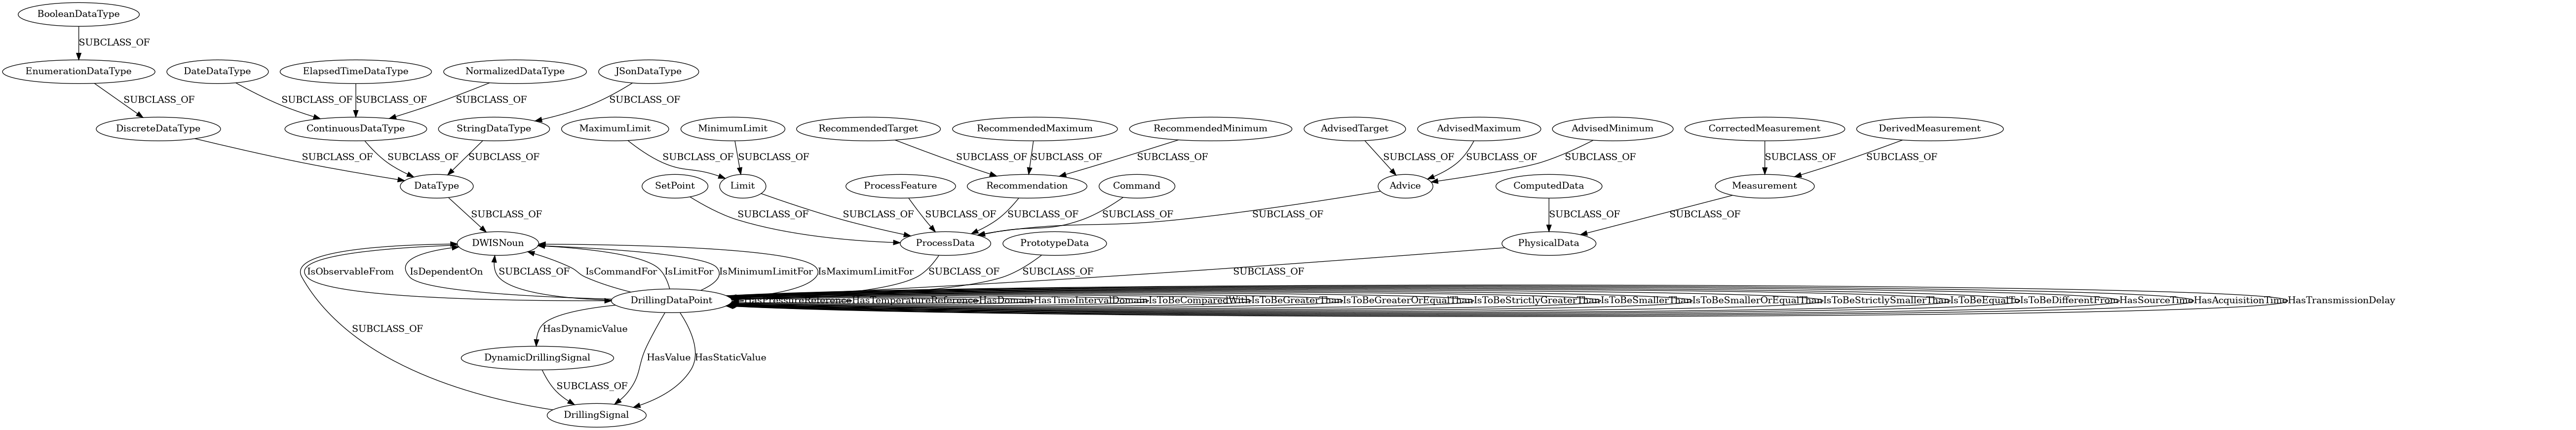 BooleanDataType
SUBCLASS_OF
EnumerationDataType
DateDataType
ElapsedTimeDataType
NormalizedDataType
JSonDataType
SUBCLASS_OF
SUBCLASS_OF
SUBCLASS_OF
SUBCLASS_OF
SUBCLASS_OF
DiscreteDataType
ContinuousDataType
StringDataType
MaximumLimit
MinimumLimit
RecommendedTarget
RecommendedMaximum
RecommendedMinimum
AdvisedTarget
AdvisedMaximum
AdvisedMinimum
CorrectedMeasurement
DerivedMeasurement
SUBCLASS_OF
SUBCLASS_OF
SUBCLASS_OF
SUBCLASS_OF
SUBCLASS_OF
SUBCLASS_OF
SUBCLASS_OF
SUBCLASS_OF
SUBCLASS_OF
SUBCLASS_OF
SUBCLASS_OF
SUBCLASS_OF
SUBCLASS_OF
DataType
SetPoint
Limit
ProcessFeature
Recommendation
Command
Advice
ComputedData
Measurement
SUBCLASS_OF
SUBCLASS_OF
SUBCLASS_OF
SUBCLASS_OF
SUBCLASS_OF
SUBCLASS_OF
SUBCLASS_OF
SUBCLASS_OF
SUBCLASS_OF
DWISNoun
ProcessData
PrototypeData
PhysicalData
IsObservableFrom
IsDependentOn
SUBCLASS_OF
IsCommandFor
IsLimitFor
IsMinimumLimitFor
IsMaximumLimitFor
SUBCLASS_OF
SUBCLASS_OF
SUBCLASS_OF
DrillingDataPoint
HasPressureReference
HasTemperatureReference
HasDomain
HasTimeIntervalDomain
IsToBeComparedWith
IsToBeGreaterThan
IsToBeGreaterOrEqualThan
IsToBeStrictlyGreaterThan
IsToBeSmallerThan
IsToBeSmallerOrEqualThan
IsToBeStrictlySmallerThan
IsToBeEqualTo
IsToBeDifferentFrom
HasSourceTime
HasAcquisitionTime
HasTransmissionDelay
SUBCLASS_OF
HasDynamicValue
DynamicDrillingSignal
HasValue
HasStaticValue
SUBCLASS_OF
DrillingSignal